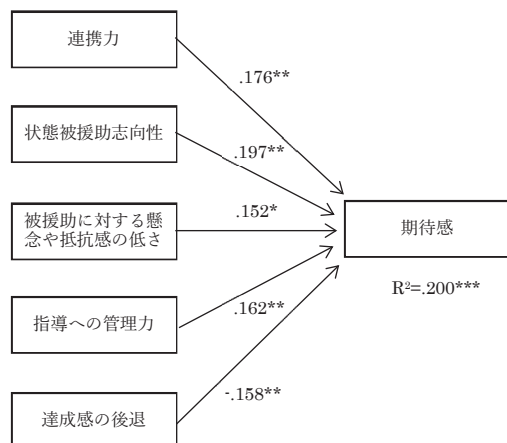 連携力
.176**
状態被援助志向性
.197**
被援助に対する懸
念や抵抗感の低さ
.152*
期待感
R²=.200***
指導への管理力
.162**
-.158**
達成感の後退